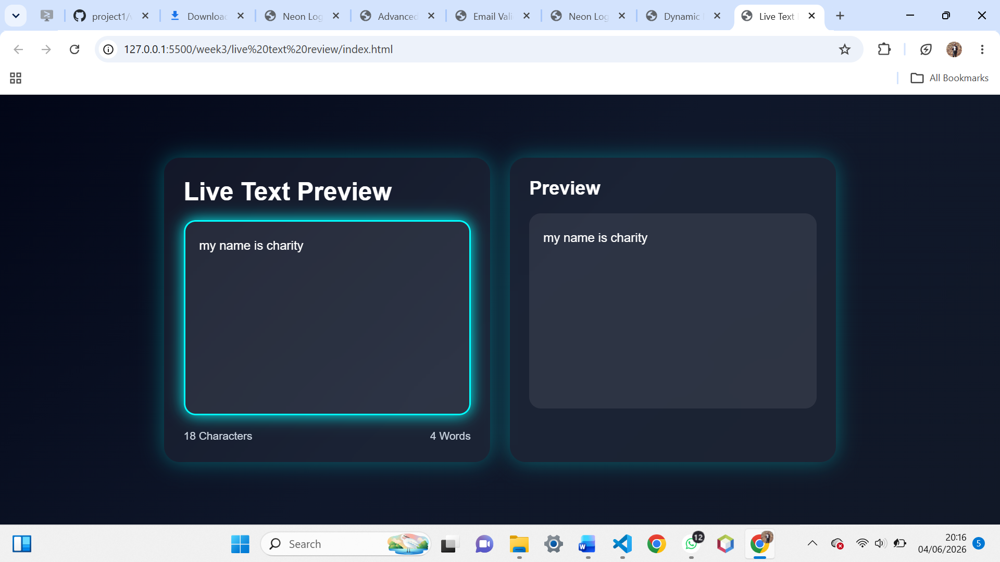 project1/
Downloac
Neon Log
Advanced
Email Vali
Neon Log
Dynamic
Live Text
127.0.0.1:5500/week3/live%20text%20review/index.html
All Bookmarks
Live Text Preview
my name is charity
18 Characters
4 Words
Preview
my name is charity
Search
12
20:16
04/06/2026
5